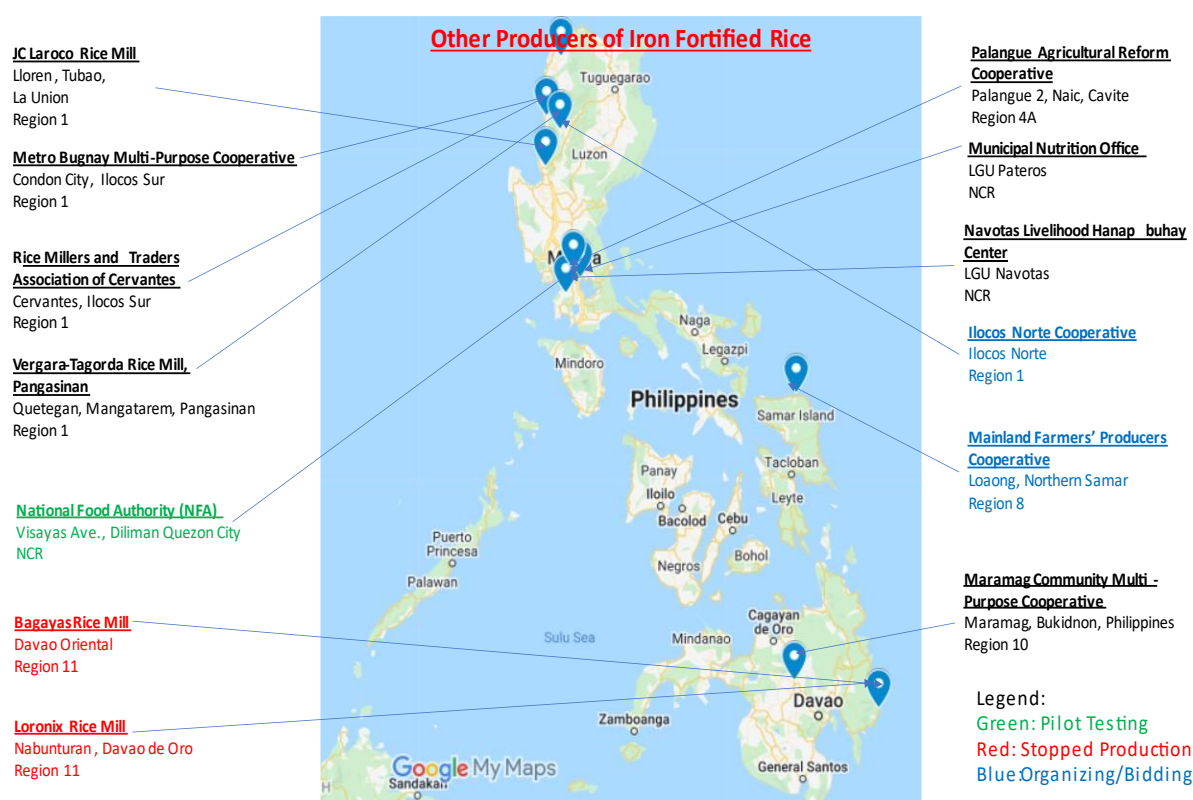 Other Producers of Iron Fortified Rice
JC Laroco Rice Mill
Lloren, Tubao,
La Union
Region 1
Metro Bugnay Multi-Purpose Cooperative
Condon City, Ilocos Sur
Region 1
Rice Millers and Traders
Association of Cervantes
Cervantes, Ilocos Sur
Region 1
Vergara-Tagorda Rice Mill,
Pangasinan
Quetegan, Mangatarem, Pangasinan
Region 1
National Food Authority (NFA)
Visayas Ave., Diliman Quezon City
NCR
Bagayas Rice Mill
Davao Oriental
Region 11
Loronix Rice Mill
Nabunturan, Davao de Oro
Region 11
Tuguegarao
Luzon
Naga
Legazpi
Mindoro
Philippines
Samar Island
Tacloban
Panay
Iloilo
Leyte
Bacolod
Cebu
Puerto
Princesa
Bohol
Negros
Palawan
Cagayan
de Oro
Sulu Sea
Mindanao
Davao
Zamboanga
General Santos
Google My Maps
Sandakan
Palangue Agricultural Reform
Cooperative
Palangue 2, Naic, Cavite
Region 4A
Municipal Nutrition Office
LGU Pateros
NCR
Navotas Livelihood Hanap buhay
Center
LGU Navotas
NCR
Ilocos Norte Cooperative
Ilocos Norte
Region 1
Mainland Farmers' Producers
Cooperative
Loaong, Northern Samar
Region 8
Maramag Community Multi -
Purpose Cooperative
Maramag, Bukidnon, Philippines
Region 10
Legend:
Green: Pilot Testing
Red: Stopped Production
Blue:Organizing/Bidding